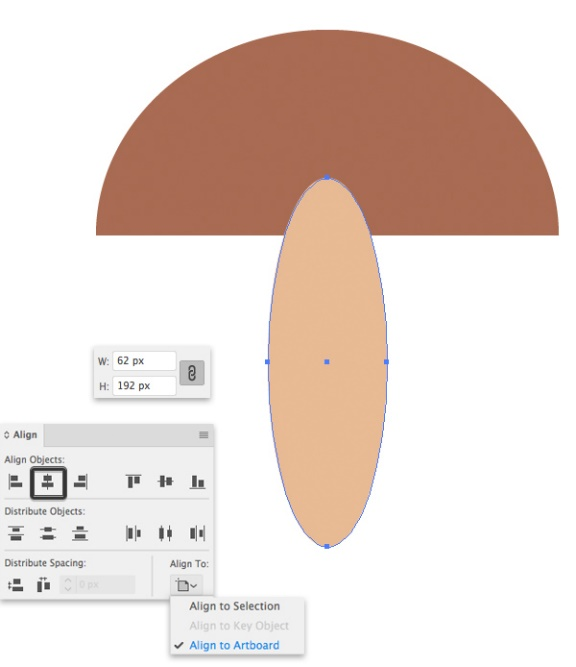 W: 62 px
H: 192 px
Align
Align Objects:
Distribute Objects:
Distribute Spacing: Align To:
0 px
Align to Selection
Align to Key Object
Align to Artboard